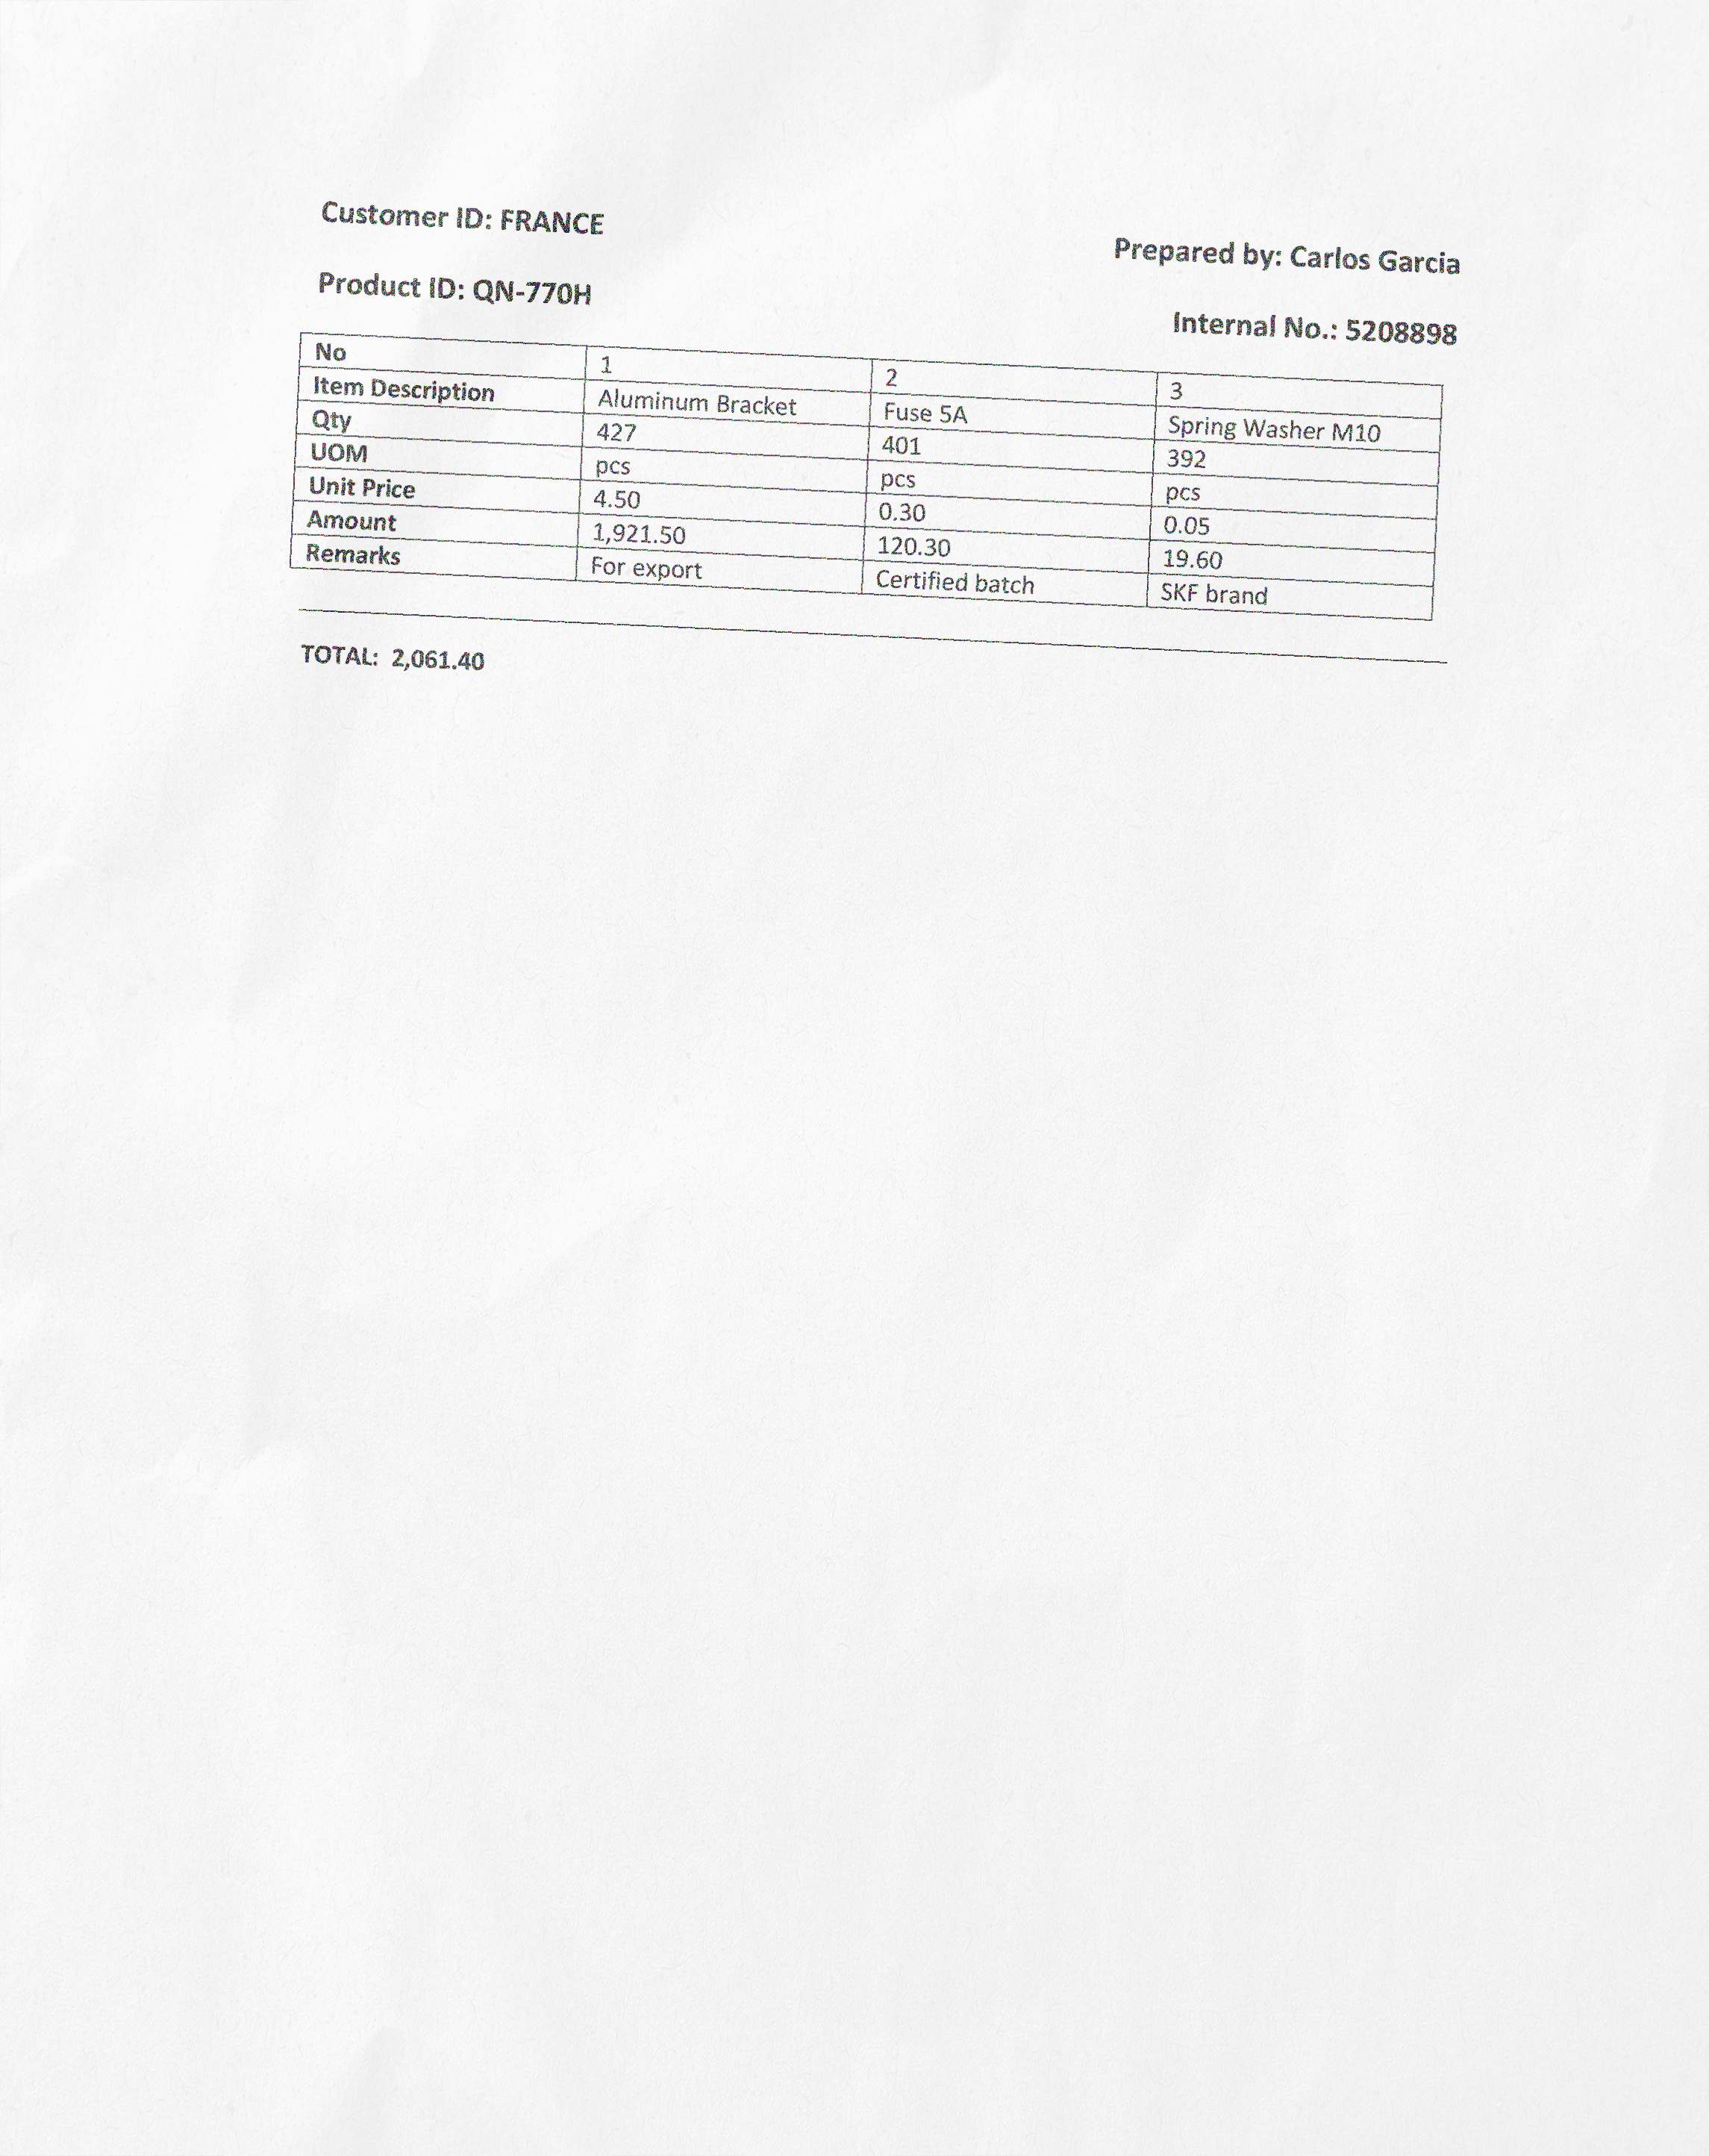 Customer ID: FRANCE
Prepared by: Carlos Garcia
Product ID: QN-770H
Internal No.: 5208898
No 1 2 3
Item Description Aluminum Bracket Fuse 5A Spring Washer M10
Qty 427 401 392
UOM pcs pcs pcs
Unit Price 4.50 0.30 0.05
Amount 1,921.50 120.30 19.60
Remarks For export Certified batch SKF brand
TOTAL: 2,061.40